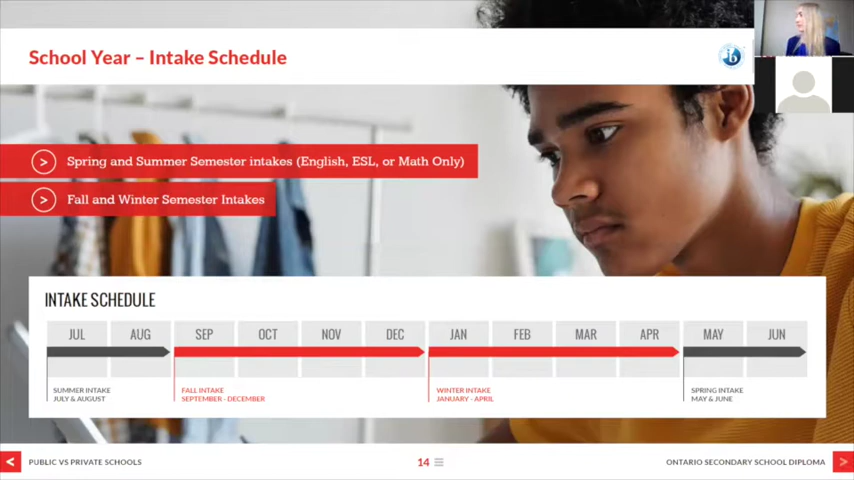 School Year – Intake Schedule
Spring and Summer Semester intakes (English, ESL, or Math Only)
Fall and Winter Semester Intakes
INTAKE SCHEDULE
JUL AUG SEP OCT NOV DEC JAN FEB MAR APR MAY JUN
SUMMER INTAKE
JULY & AUGUST
FALL INTAKE
SEPTEMBER - DECEMBER
WINTER INTAKE
JANUARY - APRIL
SPRING INTAKE
MAY & JUNE
PUBLIC VS PRIVATE SCHOOLS
14
ONTARIO SECONDARY SCHOOL DIPLOMA